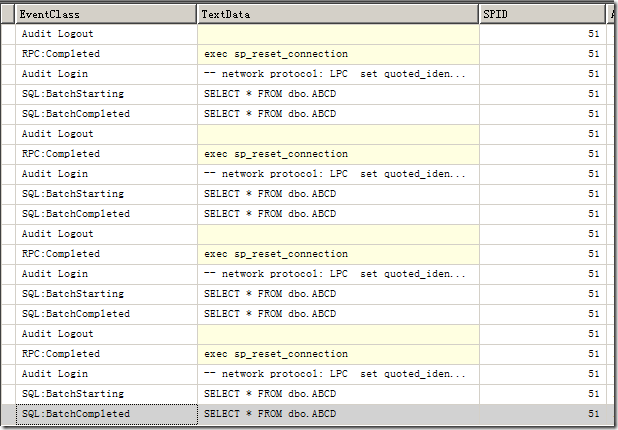 EventClass TextData SPID
Audit Logout 51
RPC:Completed exec sp_reset_connection 51
Audit Login -- network protocol: LPC set quoted_iden... 51
SQL:BatchStarting SELECT * FROM dbo.ABCD 51
SQL:BatchCompleted SELECT * FROM dbo.ABCD 51
Audit Logout 51
RPC:Completed exec sp_reset_connection 51
Audit Login -- network protocol: LPC set quoted_iden... 51
SQL:BatchStarting SELECT * FROM dbo.ABCD 51
SQL:BatchCompleted SELECT * FROM dbo.ABCD 51
Audit Logout 51
RPC:Completed exec sp_reset_connection 51
Audit Login -- network protocol: LPC set quoted_iden... 51
SQL:BatchStarting SELECT * FROM dbo.ABCD 51
SQL:BatchCompleted SELECT * FROM dbo.ABCD 51
Audit Logout 51
RPC:Completed exec sp_reset_connection 51
Audit Login -- network protocol: LPC set quoted_iden... 51
SQL:BatchStarting SELECT * FROM dbo.ABCD 51
SQL:BatchCompleted SELECT * FROM dbo.ABCD 51